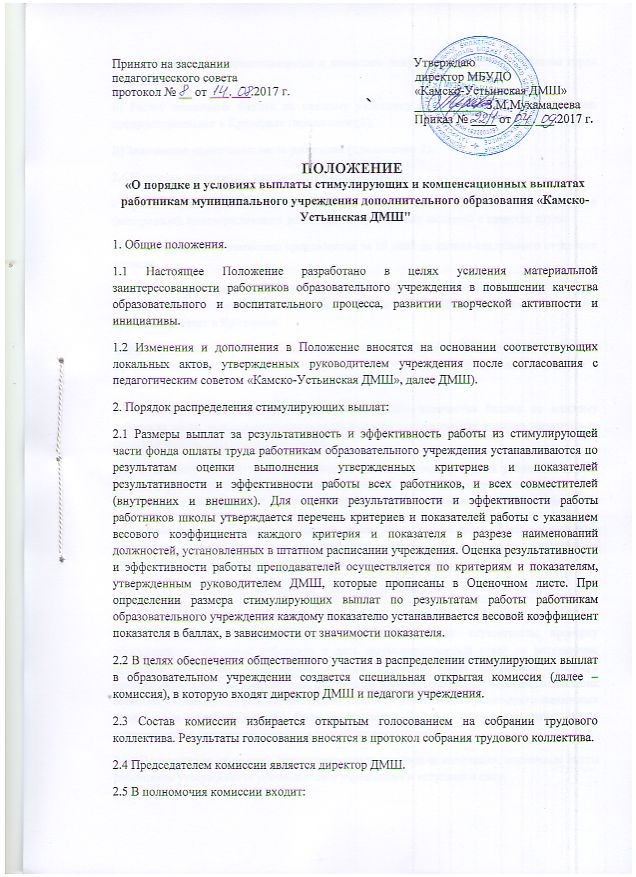 Принято на заседании
педагогического совета
протокол № 8 от 14. 08.2017 г.
Утверждаю
директор МБУДО
«Камско-Устьинская ДМШ»
З.М.Мухамадеева
Приказ № от 04. 09.2017 г.
ПОЛОЖЕНИЕ
«О порядке и условиях выплаты стимулирующих и компенсационных выплатах
работникам муниципального учреждения дополнительного образования «Камско-
Устьинская ДМШ"
1. Общие положения.
1.1 Настоящее Положение разработано в целях усиления материальной
заинтересованности работников образовательного учреждения в повышении качества
образовательного и воспитательного процесса, развитии творческой активности и
инициативы.
1.2 Изменения и дополнения в Положение вносятся на основании соответствующих
локальных актов, утвержденных руководителем учреждения после согласования с
педагогическим советом «Камско-Устьинская ДМШ», далее ДМШ).
2. Порядок распределения стимулирующих выплат:
2.1 Размеры выплат за результативность и эффективность работы из стимулирующей
части фонда оплаты труда работникам образовательного учреждения устанавливаются по
результатам оценки выполнения утвержденных критериев и показателей
результативности и эффективности работы всех работников, и всех совместителей
(внутренних и внешних). Для оценки результативности и эффективности работы
работников школы утверждается перечень критериев и показателей работы с указанием
весового коэффициента каждого критерия и показателя в разрезе наименований
должностей, установленных в штатном расписании учреждения. Оценка результативности
и эффективности работы преподавателей осуществляется по критериям и показателям,
утвержденным руководителем ДМШ, которые прописаны в Оценочном листе. При
определении размера стимулирующих выплат по результатам работы работникам
образовательного учреждения каждому показателю устанавливается весовой коэффициент
показателя в баллах, в зависимости от значимости показателя.
2.2 В целях обеспечения общественного участия в распределении стимулирующих выплат
в образовательном учреждении создается специальная открытая комиссия (далее –
комиссия), в которую входят директор ДМШ и педагоги учреждения.
2.3 Состав комиссии избирается открытым голосованием на собрании трудового
коллектива. Результаты голосования вносятся в протокол собрания трудового коллектива.
2.4 Председателем комиссии является директор ДМШ.
2.5 В полномочия комиссии входит: